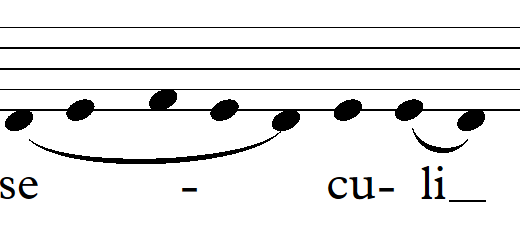 se - cu- li_